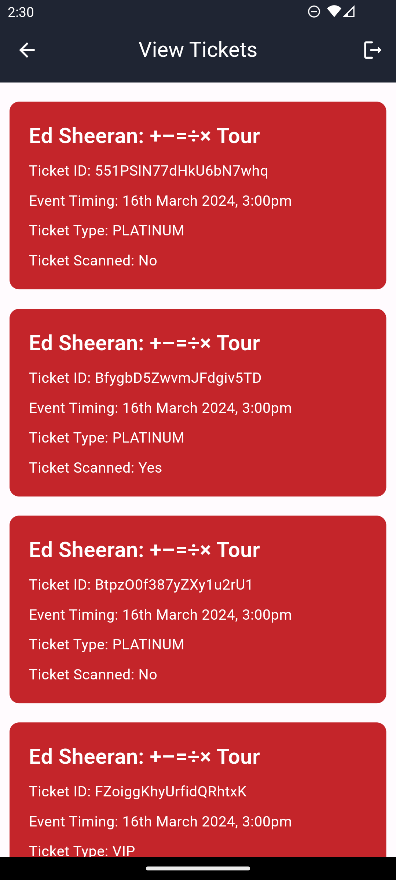 2:30
View Tickets
Ed Sheeran: +−=÷× Tour
Ticket ID: 551PSlN77dHkU6bN7whq
Event Timing: 16th March 2024, 3:00pm
Ticket Type: PLATINUM
Ticket Scanned: No
Ed Sheeran: +−=÷× Tour
Ticket ID: BfygbD5ZwvmJFdgiv5TD
Event Timing: 16th March 2024, 3:00pm
Ticket Type: PLATINUM
Ticket Scanned: Yes
Ed Sheeran: +−=÷× Tour
Ticket ID: BtpzO0f387yZXy1u2rU1
Event Timing: 16th March 2024, 3:00pm
Ticket Type: PLATINUM
Ticket Scanned: No
Ed Sheeran: +−=÷× Tour
Ticket ID: FZoiggKhyUrfidQRhtxK
Event Timing: 16th March 2024, 3:00pm
Ticket Type: VIP